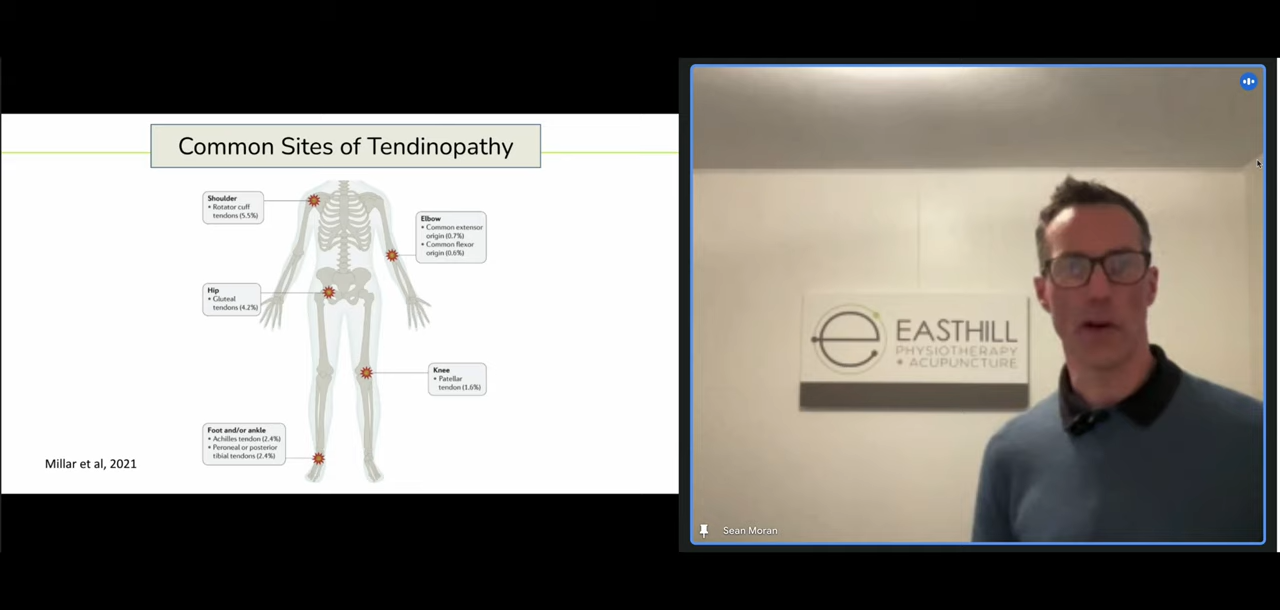 Common Sites of Tendinopathy
Shoulder
• Rotator cuff
tendons (5.5%)
Elbow
• Common extensor
origin (0.7%)
• Common flexor
origin (0.6%)
Hip
• Gluteal
tendons (4.2%)
Knee
• Patellar
tendon (1.6%)
Foot and/or ankle
• Achilles tendon (2.4%)
• Peroneal or posterior
tibial tendons (2.4%)
Millar et al, 2021
e EASTHILL
PHYSIOTHERAPY
+ ACUPUNCTURE
Sean Moran